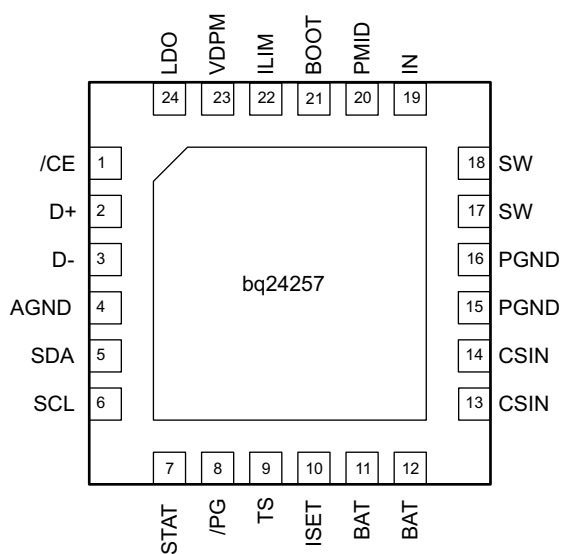 LDO VDPM ILIM BOOT PMID IN
24 23 22 21 20 19
/CE 1 18 SW
D+ 2 17 SW
D- 3 16 PGND
bq24257
AGND 4 15 PGND
SDA 5 14 CSIN
SCL 6 13 CSIN
7 8 9 10 11 12
STAT /PG TS ISET BAT BAT